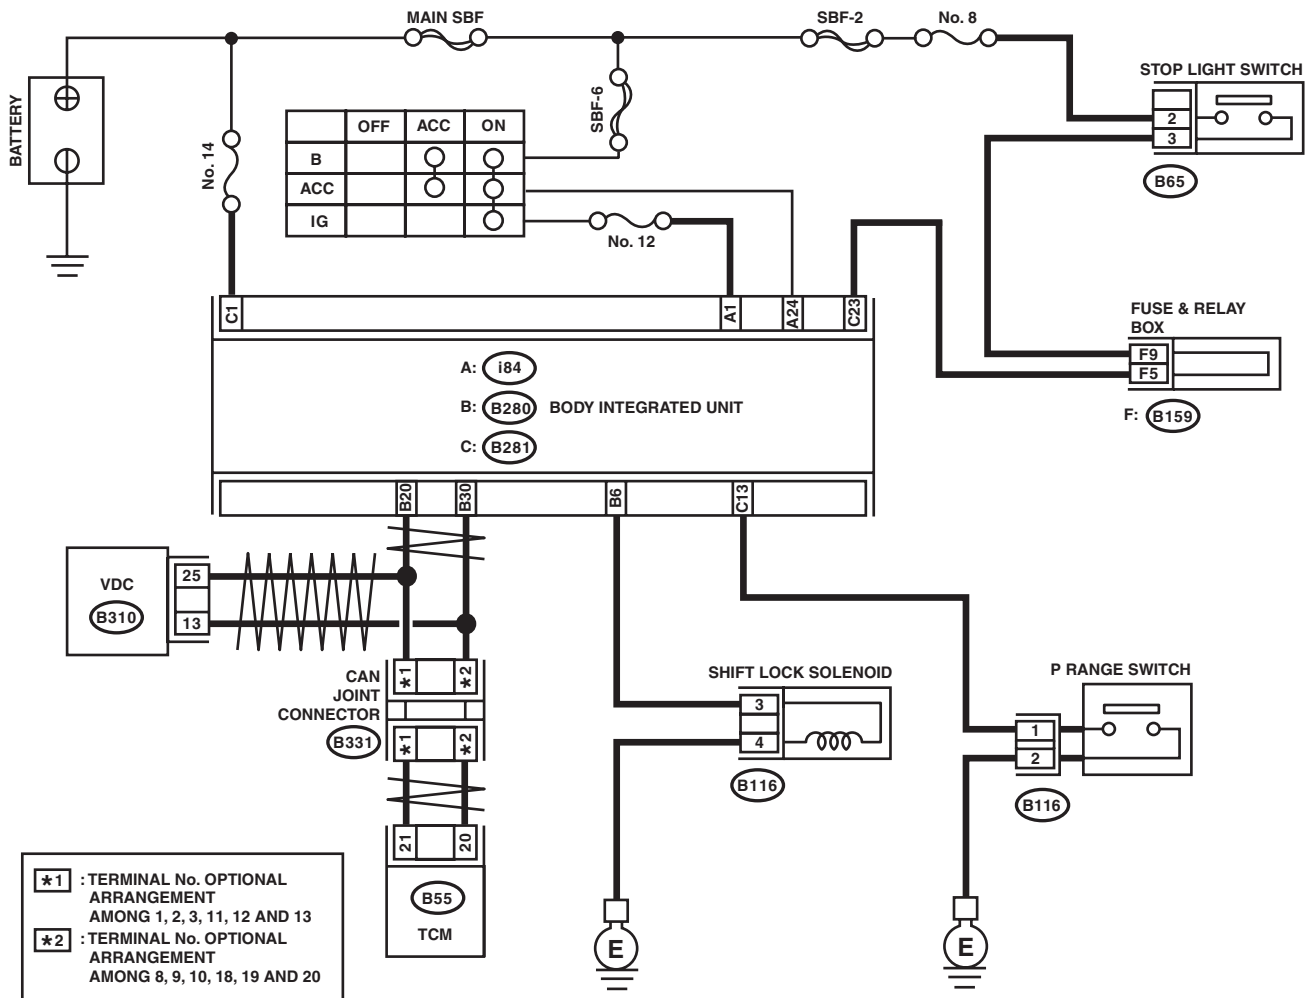 MAIN SBF
SBF-2
No. 8
STOP LIGHT SWITCH
BATTERY
No. 14
SBF-6
OFF ACC ON
B
ACC
IG
No. 12
2
3
B65
C1
A1
A24
C23
FUSE & RELAY
BOX
F9
F5
F: B159
A: i84
B: B280 BODY INTEGRATED UNIT
C: B281
B20
B30
B6
C13
VDC
B310
25
13
CAN
JOINT
CONNECTOR
B331
*1
*2
*1
*2
SHIFT LOCK SOLENOID
3
4
B116
P RANGE SWITCH
1
2
B116
21
20
B55
TCM
E
E
*1 : TERMINAL No. OPTIONAL
ARRANGEMENT
AMONG 1, 2, 3, 11, 12 AND 13
*2 : TERMINAL No. OPTIONAL
ARRANGEMENT
AMONG 8, 9, 10, 18, 19 AND 20